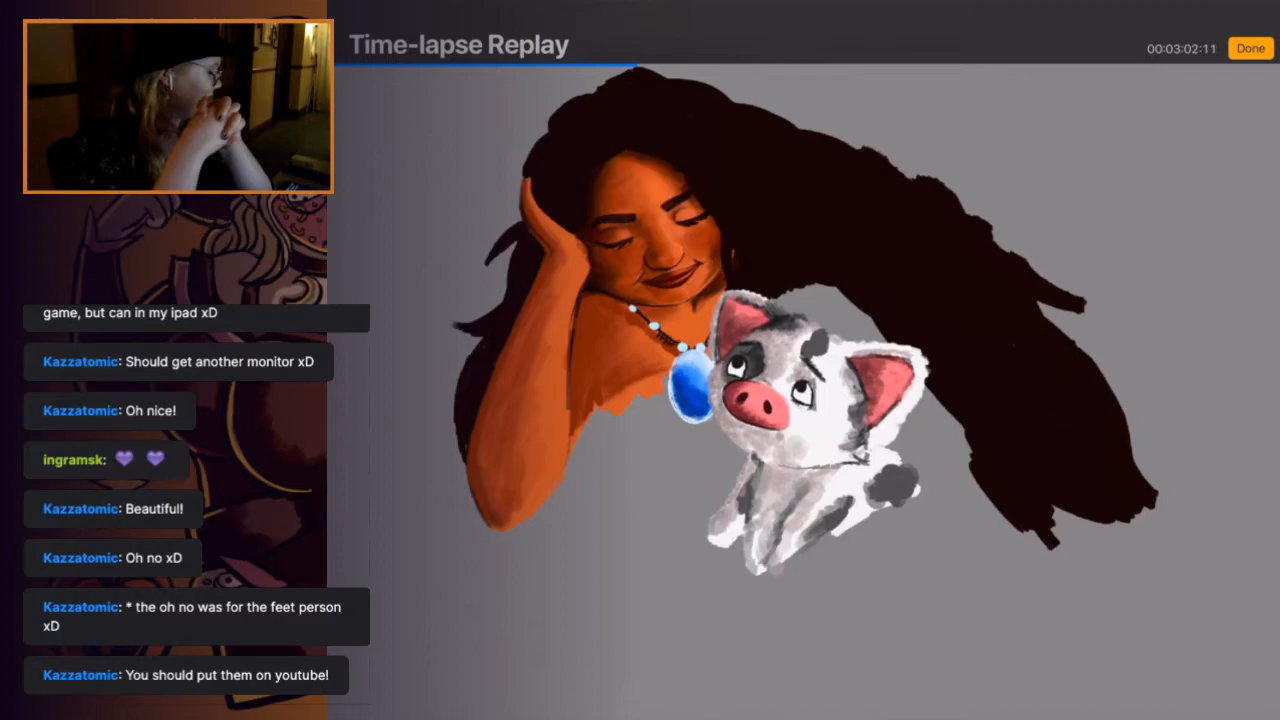 Time-lapse Replay
00:03:02:11
Done
game, but can in my ipad xD
Kazzatomic: Should get another monitor xD
Kazzatomic: Oh nice!
ingramsk: 💜 💜
Kazzatomic: Beautiful!
Kazzatomic: Oh no xD
Kazzatomic: * the oh no was for the feet person
xD
Kazzatomic: You should put them on youtube!